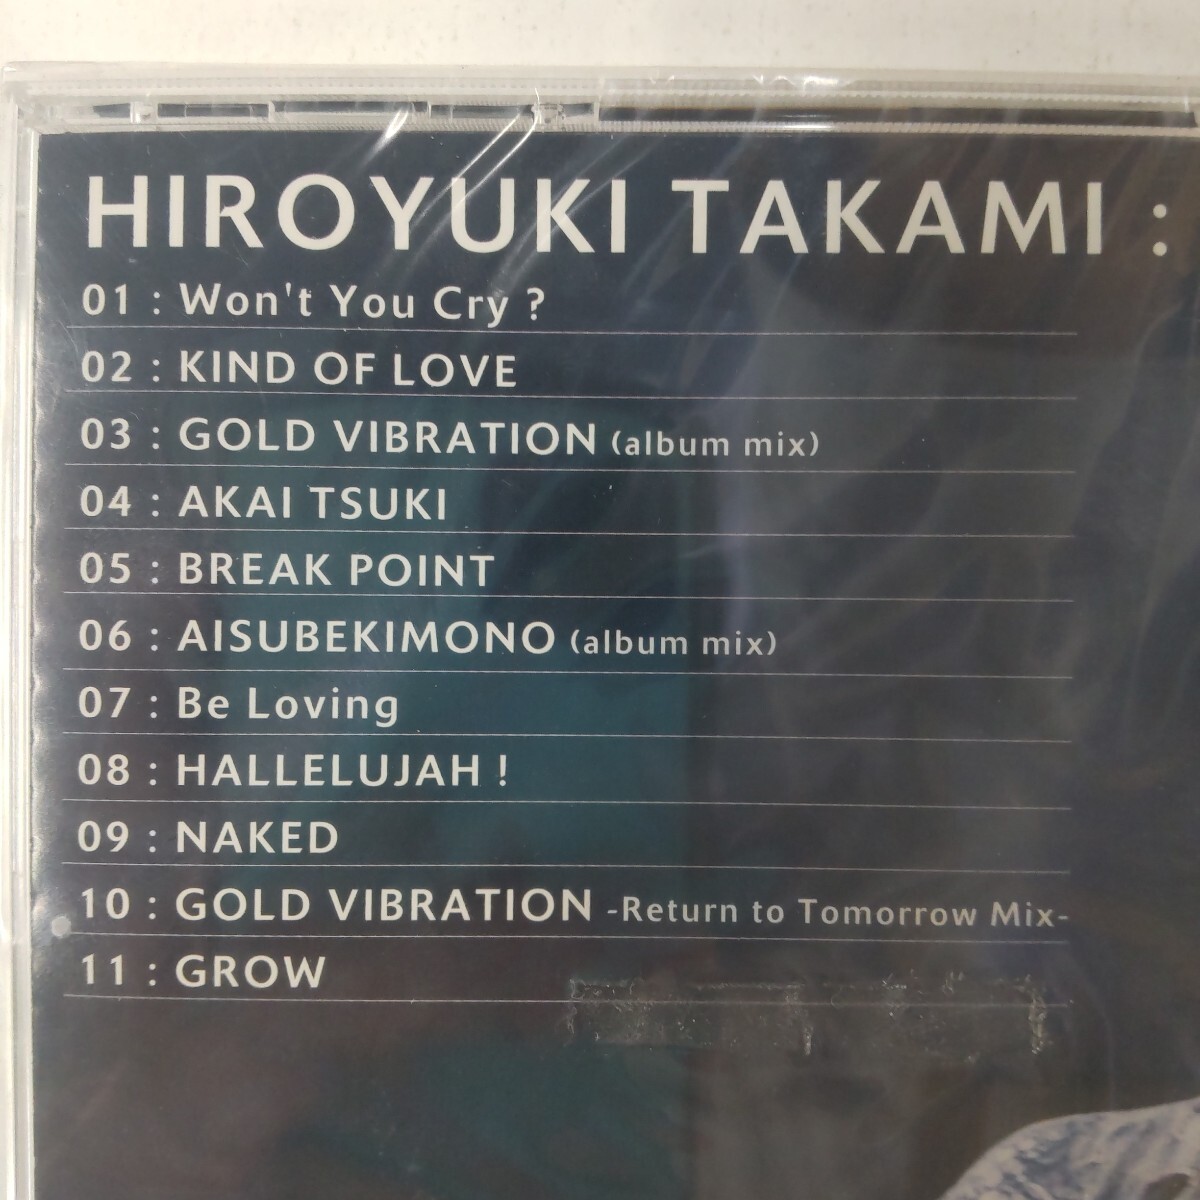 HIROYUKI TAKAMI :
01 : Won't You Cry ?
02 : KIND OF LOVE
03 : GOLD VIBRATION (album mix)
04 : AKAI TSUKI
05 : BREAK POINT
06 : AISUBEKIMONO (album mix)
07 : Be Loving
08 : HALLELUJAH !
09 : NAKED
10 : GOLD VIBRATION -Return to Tomorrow Mix-
11 : GROW